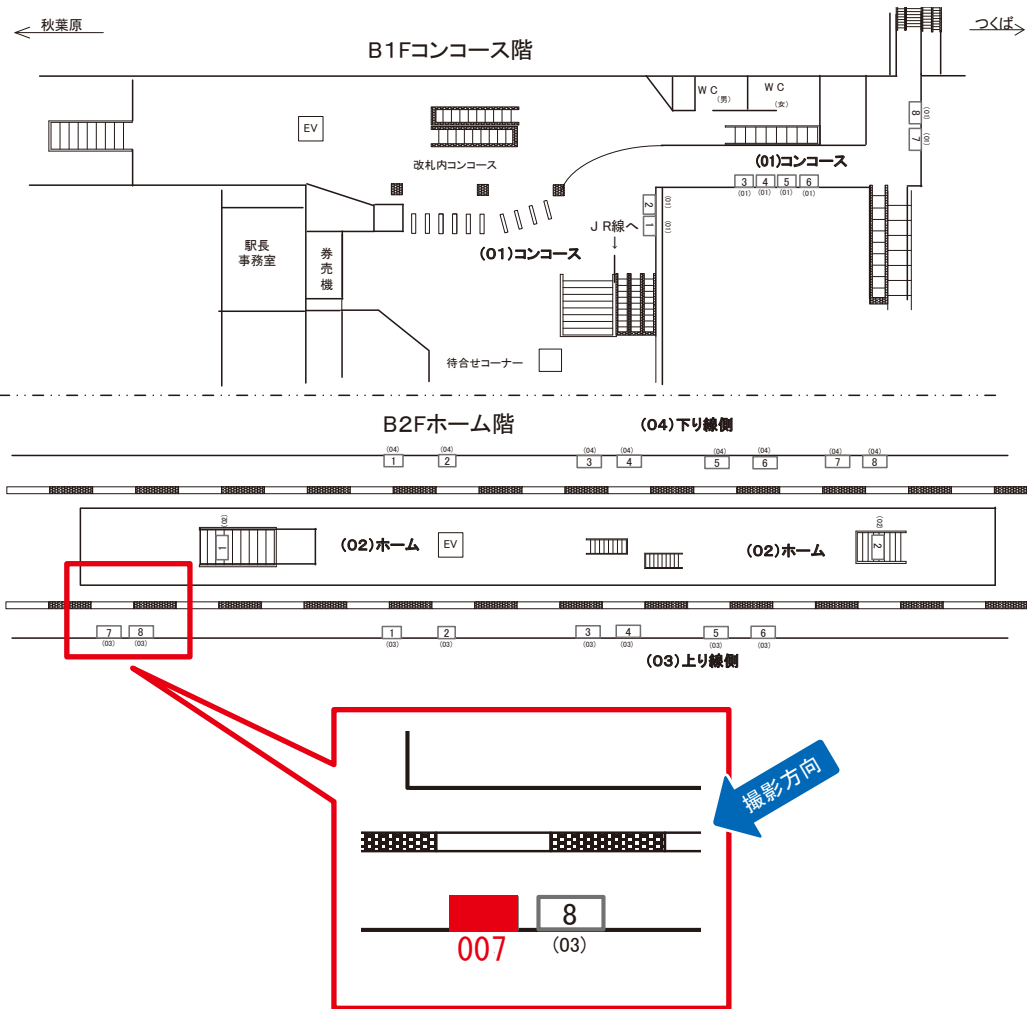 秋葉原
つくば
B1Fコンコース階
WC
(男)
WC
(女)
EV
改札内コンコース
(01)コンコース
8
(01)
7
(01)
3
4
5
6
(01)
(01)
(01)
(01)
2
(01)
1
(01)
JR線へ
↓
(01)コンコース
駅長
事務室
券売機
待合せコーナー
B2Fホーム階
(04)下り線側
(04)
(04)
(04)
(04)
(04)
(04)
(04)
(04)
1
2
3
4
5
6
7
8
(02)
1
(02)ホーム
EV
(02)ホーム
(02)
2
7
8
1
2
3
4
5
6
(03)
(03)
(03)
(03)
(03)
(03)
(03)
(03)
(03)上り線側
撮影方向
8
007
(03)